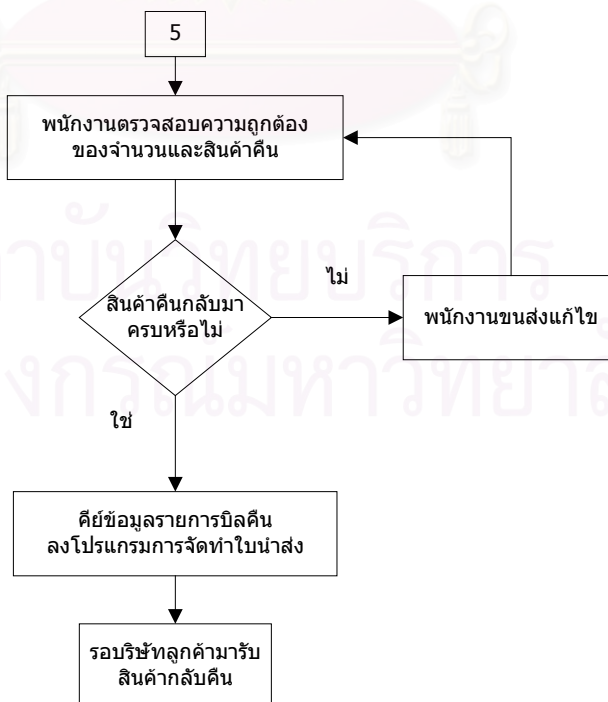 5
พนักงานตรวจสอบความถูกต้อง
ของจำนวนและสินค้าคืน
สินค้าคืนกลับมา
ครบหรือไม่
ไม่
พนักงานขนส่งแก้ไข
ใช่
คีย์ข้อมูลรายการบิลคืน
ลงโปรแกรมการจัดทำใบนำส่ง
รอบริษัทลูกค้ามารับ
สินค้ากลับคืน